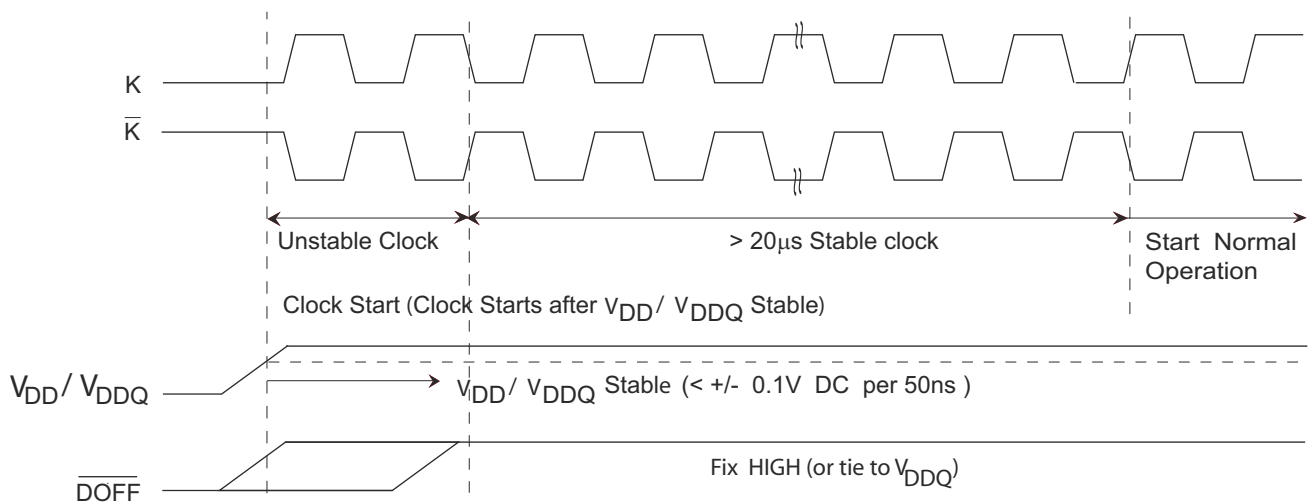 K
K
Unstable Clock
> 20μs Stable clock
Start Normal
Operation
Clock Start (Clock Starts after VDD / VDDQ Stable)
VDD / VDDQ
VDD / VDDQ Stable (< +/- 0.1V DC per 50ns )
Fix HIGH (or tie to VDDQ)
DOFF